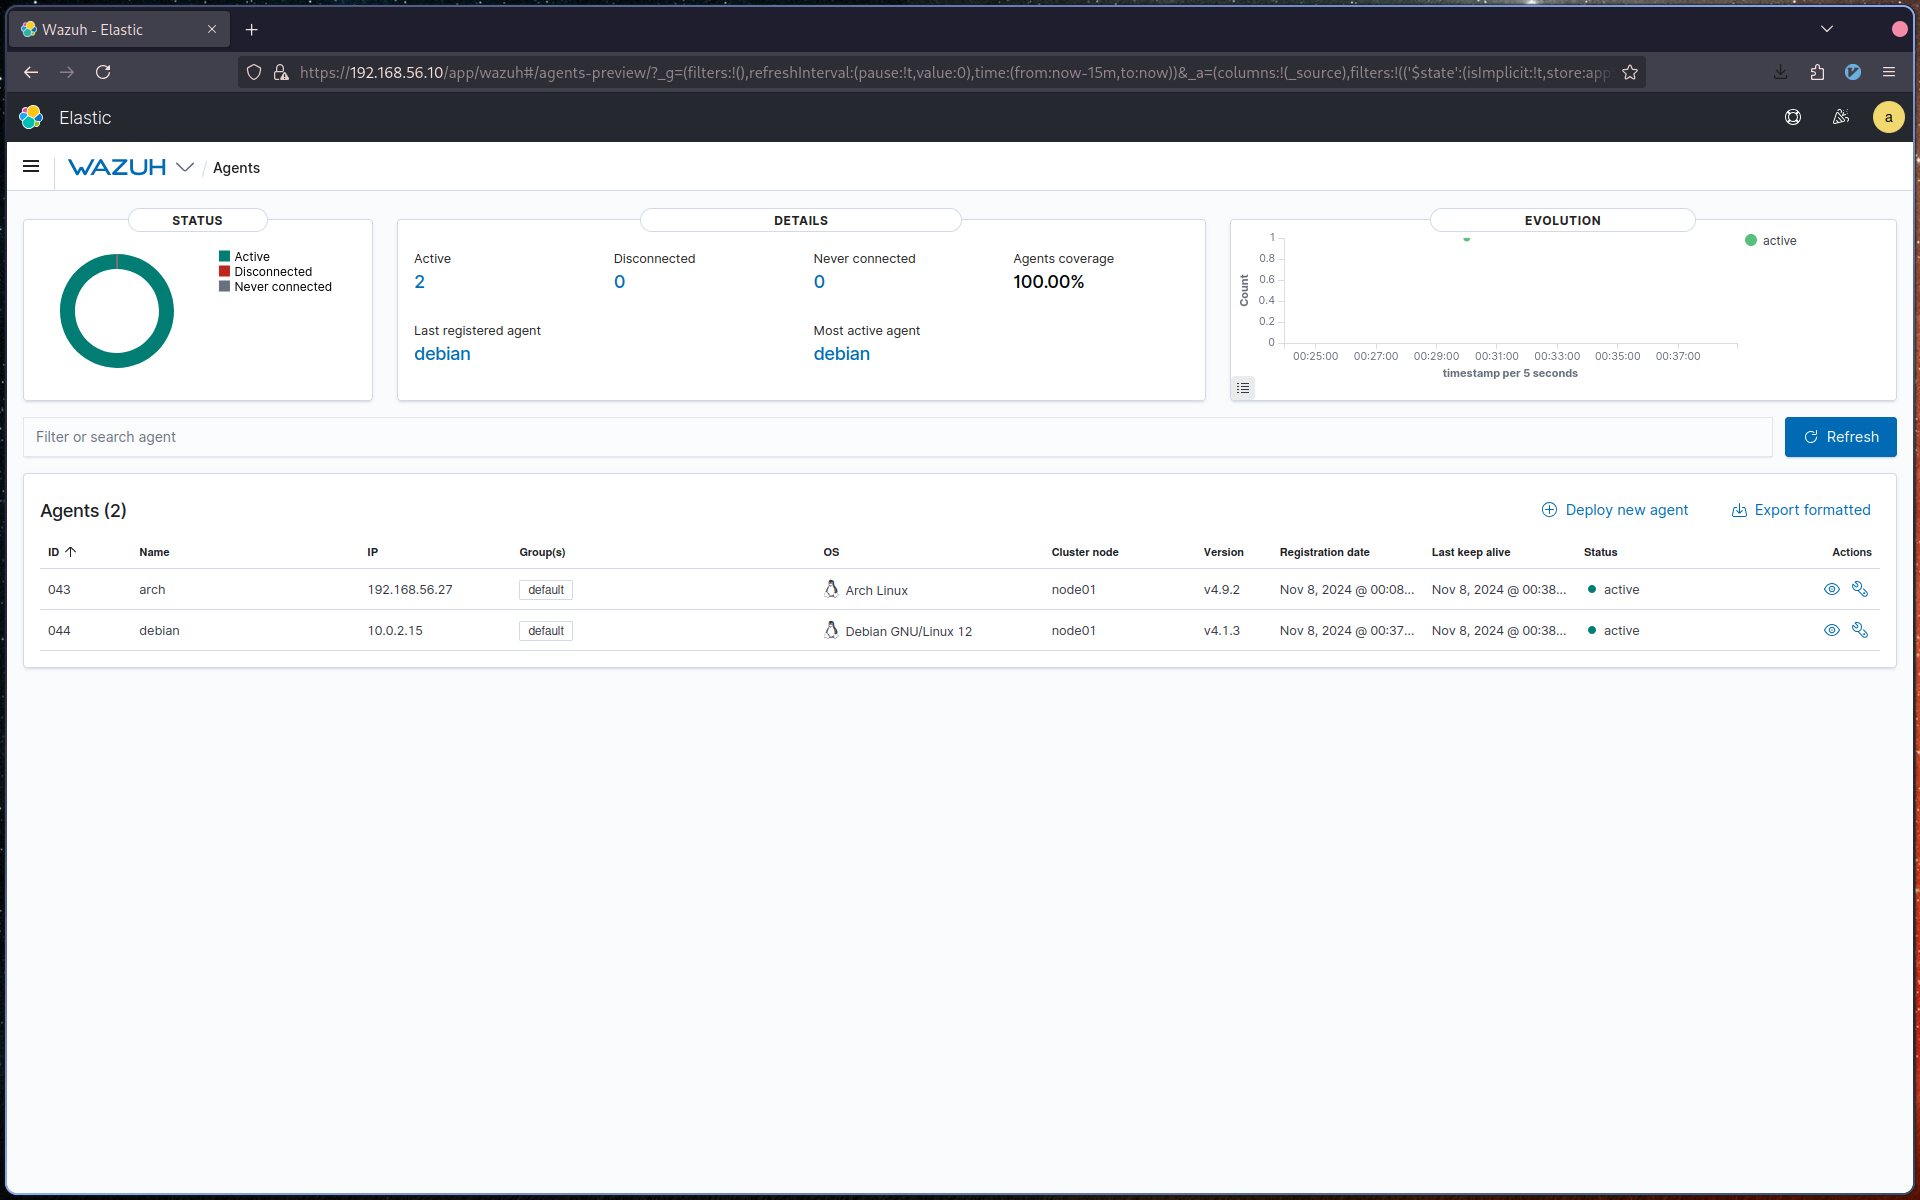 Wazuh - Elastic
https://192.168.56.10/app/wazuh#/agents-preview/?_g=(filters:!(),refreshInterval:(pause:!t,value:0),time:(from:now-15m,to:now))&_a=(columns:!(_source),filters:!(('$state':(isImplicit:!t,store:app
Elastic
a
WAZUH / Agents
STATUS
Active
Disconnected
Never connected
DETAILS
Active
Disconnected
Never connected
Agents coverage
2
0
0
100.00%
Last registered agent
Most active agent
debian
debian
EVOLUTION
active
Count
1
0.8
0.6
0.4
0.2
0
00:25:00 00:27:00 00:29:00 00:31:00 00:33:00 00:35:00 00:37:00
timestamp per 5 seconds
Filter or search agent
Refresh
Agents (2)
Deploy new agent
Export formatted
ID Name IP Group(s) OS Cluster node Version Registration date Last keep alive Status Actions
043 arch 192.168.56.27 default Arch Linux node01 v4.9.2 Nov 8, 2024 @ 00:08... Nov 8, 2024 @ 00:38... active
044 debian 10.0.2.15 default Debian GNU/Linux 12 node01 v4.1.3 Nov 8, 2024 @ 00:37... Nov 8, 2024 @ 00:38... active